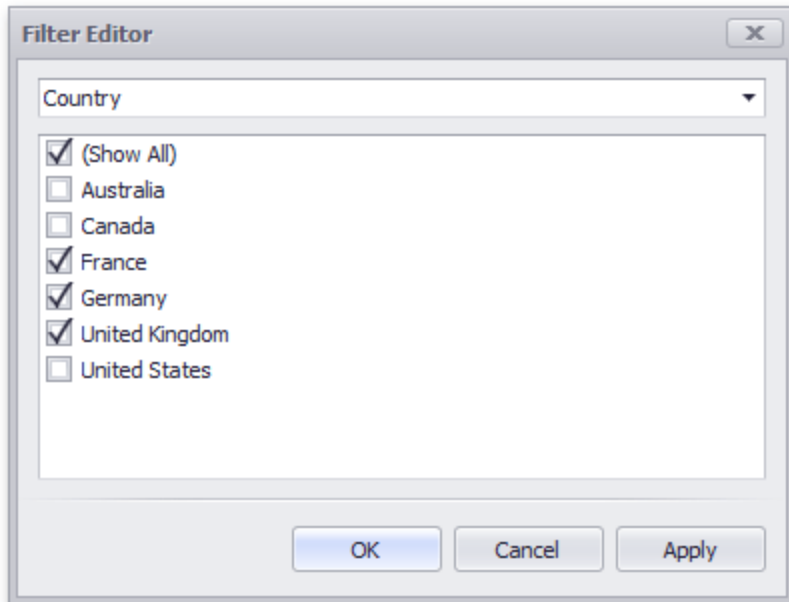 Filter Editor
Country
(Show All)
Australia
Canada
France
Germany
United Kingdom
United States
OK Cancel Apply